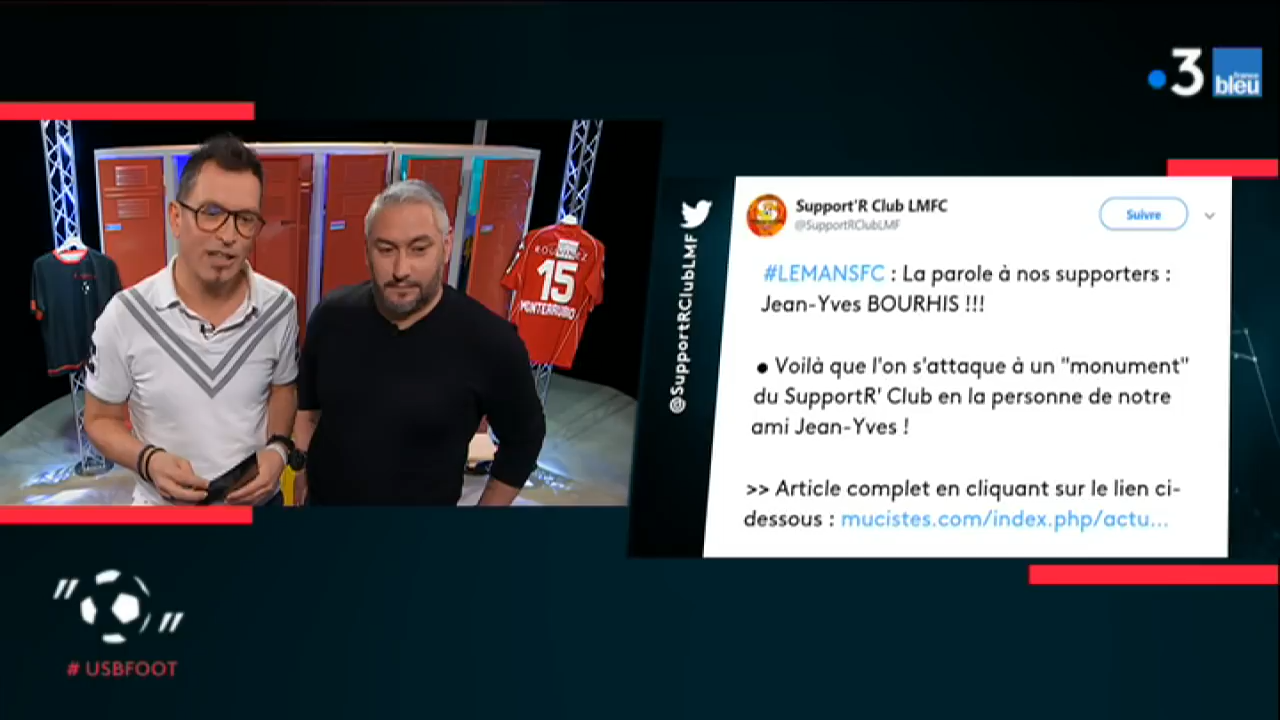 3
france
bleu
ROUMAREZ
15
MONTERRUBIO
@SupportRClubLMF
Support'R Club LMFC
@SupportRClubLMF
Suivre
#LEMANSFC : La parole à nos supporters :
Jean-Yves BOURHIS !!!
• Voilà que l'on s'attaque à un "monument"
du SupportR' Club en la personne de notre
ami Jean-Yves !
>> Article complet en cliquant sur le lien ci-
dessous : mucistes.com/index.php/actu...
# USBFOOT